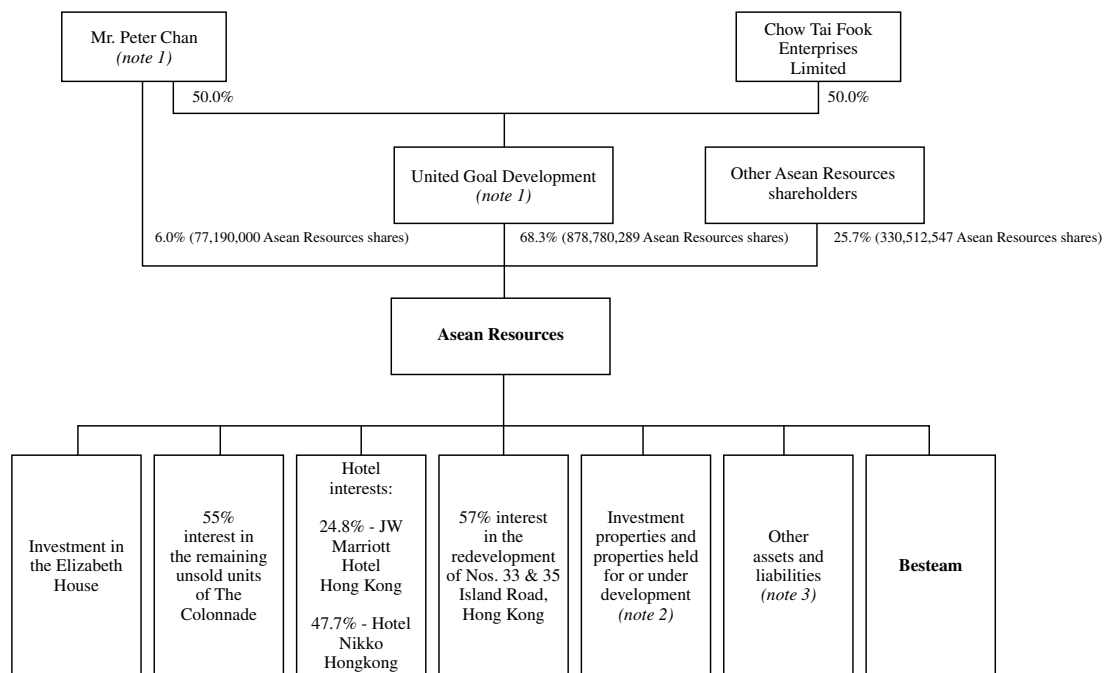 Mr. Peter Chan
(note 1)
Chow Tai Fook
Enterprises
Limited
50.0%
50.0%
United Goal Development
(note 1)
Other Asean Resources
shareholders
6.0% (77,190,000 Asean Resources shares)
68.3% (878,780,289 Asean Resources shares)
25.7% (330,512,547 Asean Resources shares)
Asean Resources
Investment in
the Elizabeth
House
55%
interest in
the remaining
unsold units
of The
Colonnade
Hotel
interests:
24.8% - JW
Marriott
Hotel
Hong Kong
47.7% - Hotel
Nikko
Hongkong
57% interest
in the
redevelopment
of Nos. 33 & 35
Island Road,
Hong Kong
Investment
properties and
properties held
for or under
development
(note 2)
Other
assets and
liabilities
(note 3)
Besteam